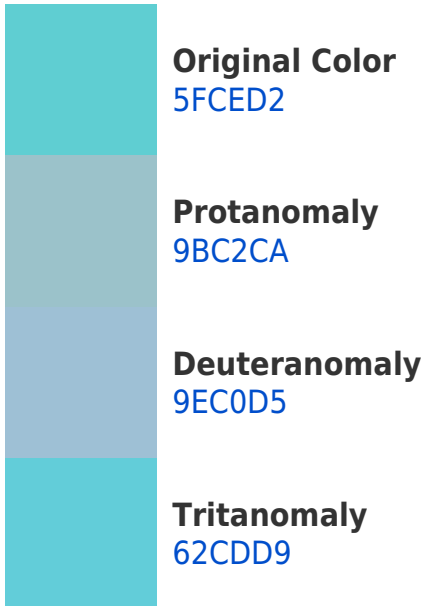 Original Color
5FCED2
Protanomaly
9BC2CA
Deuteranomaly
9EC0D5
Tritanomaly
62CDD9